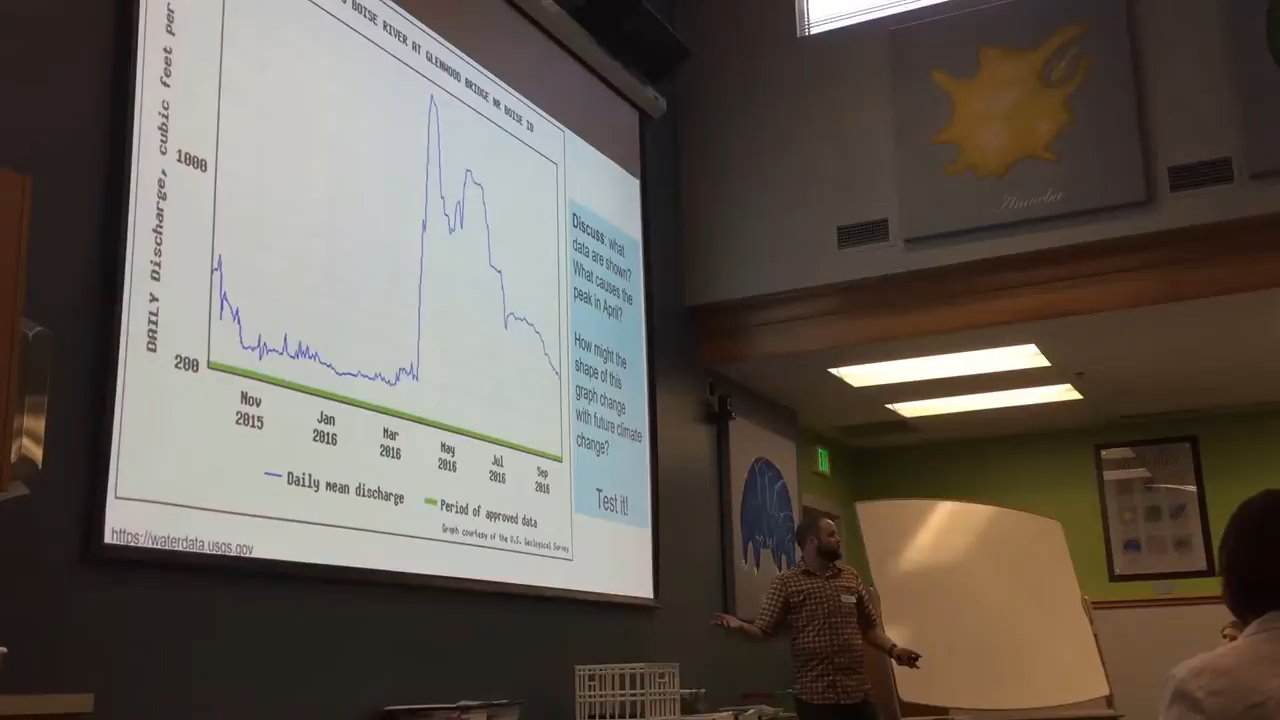 BOISE RIVER AT GLENWOOD BRIDGE NR BOISE ID
DAILY Discharge, cubic feet per
1000
200
Nov
2015
Jan
2016
Mar
2016
May
2016
Jul
2016
Sep
2016
Daily mean discharge
Period of approved data
Graph courtesy of the U.S. Geological Survey
https://waterdata.usgs.gov
Discuss: what
data are shown?
What causes the
peak in April?
How might the
shape of this
graph change
with future climate
change?
Test it!
Amoeba